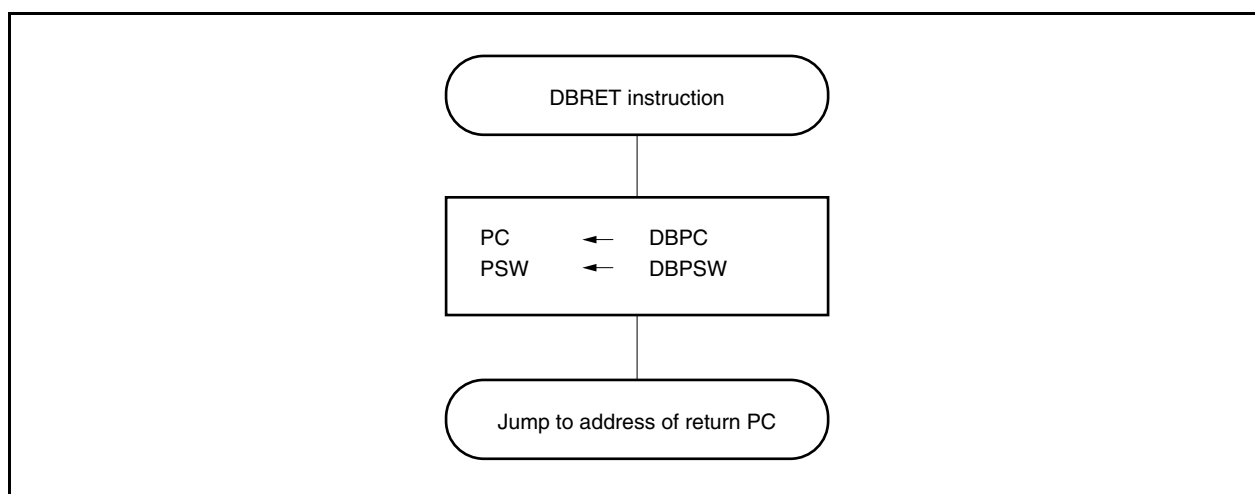 DBRET instruction
PC ← DBPC
PSW ← DBPSW
Jump to address of return PC